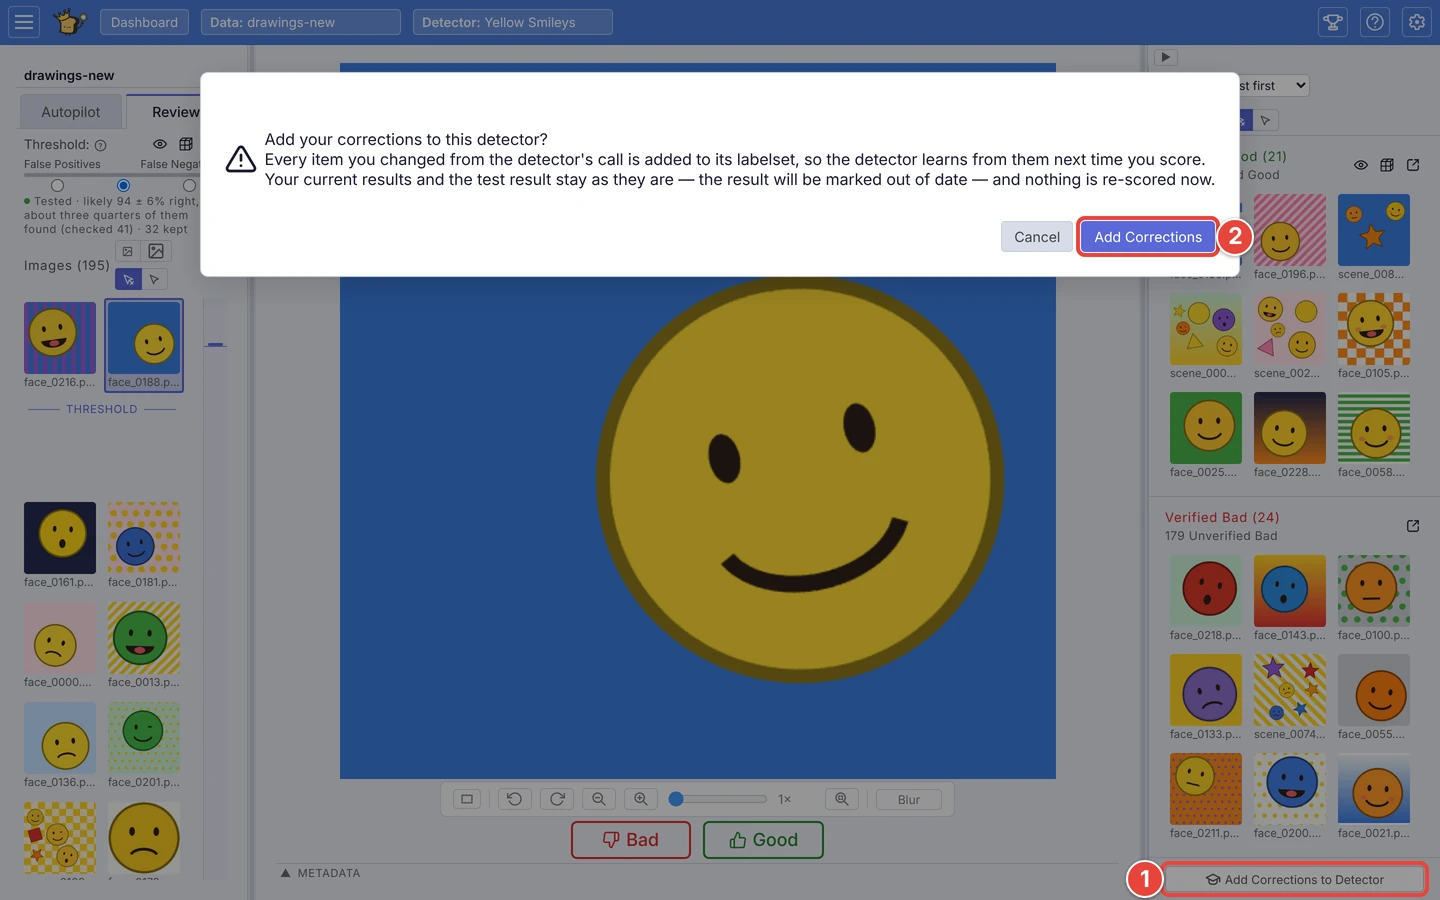 Dashboard
Data: drawings-new
Detector: Yellow Smileys
drawings-new
Autopilot
Review
Threshold:
False Positives
False Nega
Tested · likely 94 ± 6% right,
about three quarters of them
found (checked 41) · 32 kept
Images (195)
face_0216.p...
face_0188.p...
THRESHOLD
face_0161.p...
face_0181.p...
face_0000....
face_0013.p...
face_0136.p...
face_0201.p...
Add your corrections to this detector?
Every item you changed from the detector's call is added to its labelset, so the detector learns from them next time you score.
Your current results and the test result stay as they are — the result will be marked out of date — and nothing is re-scored now.
Cancel
Add Corrections
2
1×
Blur
Bad
Good
METADATA
st first
od (21)
d Good
face_0196.p...
scene_008...
scene_000...
scene_002...
face_0105.p...
face_0025....
face_0228.p...
face_0058....
Verified Bad (24)
179 Unverified Bad
face_0218.p...
face_0143.p...
face_0100.p...
face_0133.p...
scene_0074...
face_0055....
face_0211.p...
face_0200....
face_0021.p...
1
Add Corrections to Detector